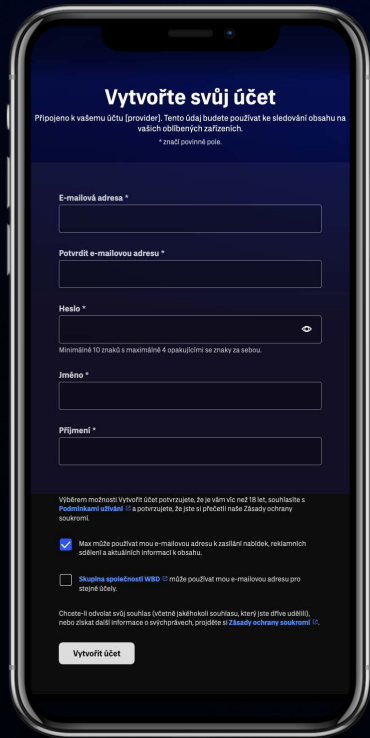 Vytvořte svůj účet
Připojeno k vašemu účtu [provider]. Tento údaj budete používat ke sledování obsahu na
vašich oblíbených zařízeních.
* značí povinné pole.
E-mailová adresa *
Potvrdit e-mailovou adresu *
Heslo *
Minimálně 10 znaků s maximálně 4 opakujícími se znaky za sebou.
Jméno *
Příjmení *
Výběrem možnosti Vytvořit účet potvrzujete, že je vám víc než 18 let, souhlasíte s
Podmínkami užívání a potvrzujete, že jste si přečetli naše Zásady ochrany
soukromí.
Max může používat mou e-mailovou adresu k zasílání nabídek, reklamních
sdělení a aktuálních informací k obsahu.
Skupina společností WBD může používat mou e-mailovou adresu pro
stejné účely.
Chcete-li odvolat svůj souhlas (včetně jakéhokoli souhlasu, který jste dříve udělili),
nebo získat další informace o svýchprávech, projděte si Zásady ochrany soukromí.
Vytvořit účet